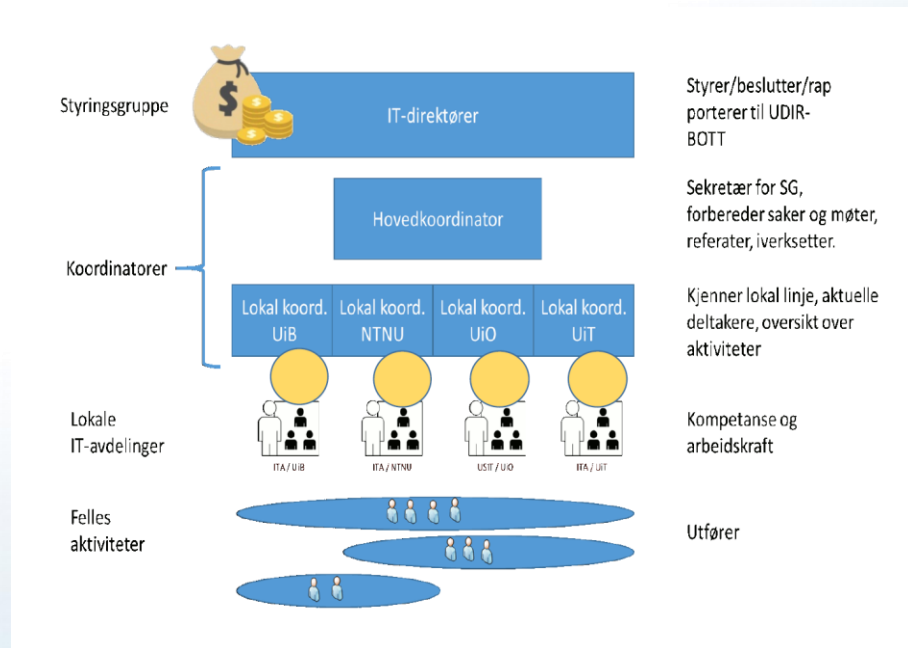 Styringsgruppe
$
$
$
IT-direktører
Styrer/beslutter/rap
porterer til UDIR-
BOTT
Koordinatorer
Hovedkoordinator
Sekretær for SG,
forbereder saker og møter,
referater, iverksetter.
Lokal koord.
UiB
Lokal koord.
NTNU
Lokal koord.
UiO
Lokal koord.
UiT
Kjenner lokal linje, aktuelle
deltakere, oversikt over
aktiviteter
Lokale
IT-avdelinger
ITA / UiB
ITA / NTNU
USIT / UiO
ITA / UiT
Kompetanse og
arbeidskraft
Felles
aktiviteter
Utfører